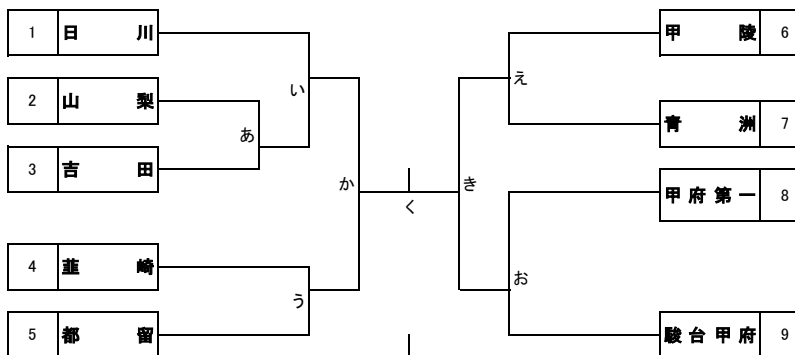 1 日川
い
2 山梨
あ
3 吉田
か
4 韮崎
う
5 都留
く
き
甲陵 6
え
青洲 7
甲府第一 8
お
駿台甲府 9